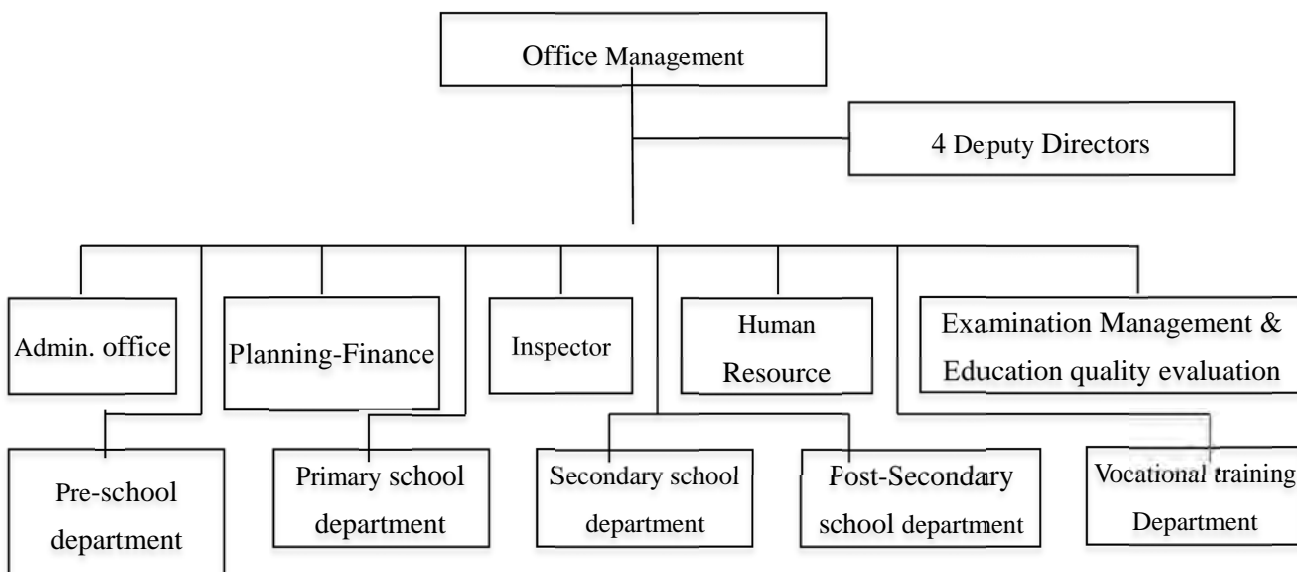 Office Management
4 Deputy Directors
Admin. office
Planning-Finance
Inspector
Human
Resource
Examination Management &
Education quality evaluation
Pre-school
department
Primary school
department
Secondary school
department
Post-Secondary
school department
Vocational training
Department